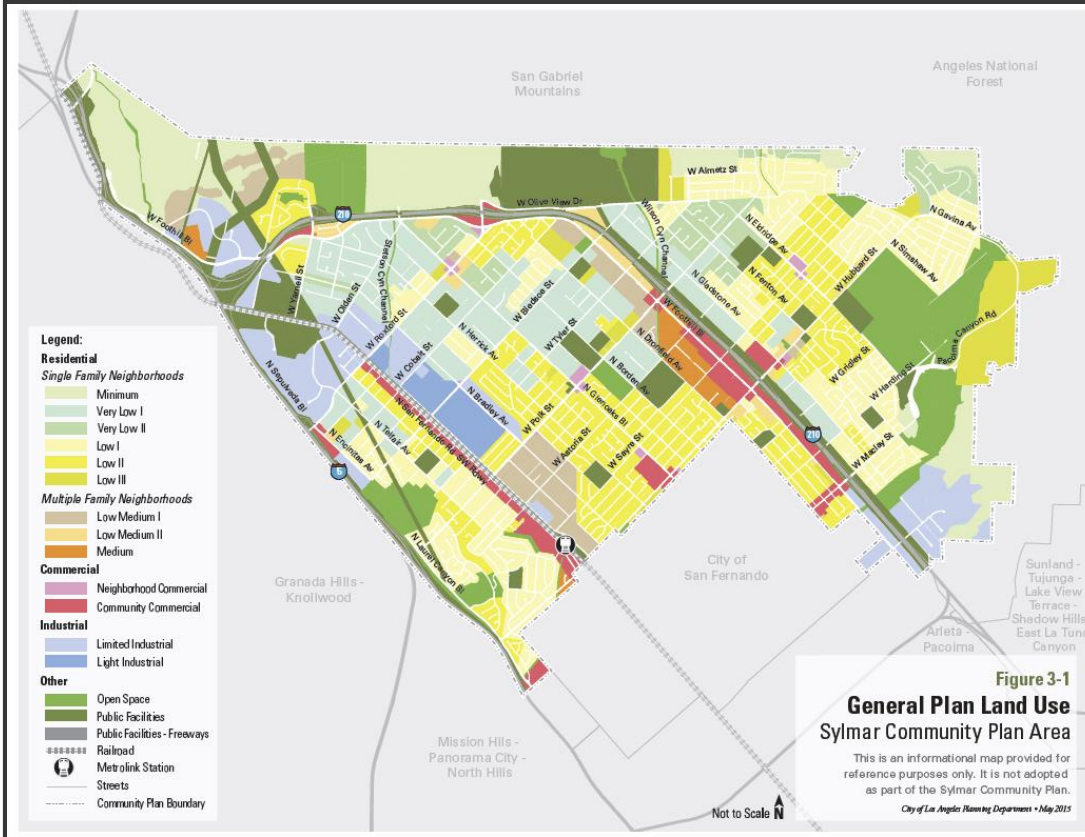 San Gabriel
Mountains
Angeles National
Forest
W Almetz St
W Olive View Dr
W Foothill Bl
210
Wilson Cyn Channel
N Eldridge Av
N Gavina Av
N Simshaw Av
W Hubbard St
N Fenton Av
N Gladstone Av
Stetson Cyn Channel
W Yarnell St
W Olden St
W Roxford St
W Cobalt St
W Bledsoe St
W Tyler St
N Herrick Av
W Foothill Bl
N Dronfield Av
N Borden Av
N Glenoaks Bl
N Bradley Av
W Polk St
W Astoria St
W Sayre St
W Gridley St
W Harding St
Pacoima Canyon Rd
W Maclay St
210
N Sepulveda Bl
N San Fernando Rd
SW Rdwy
N Telfair Av
N Encinitas Av
5
N Laurel Canyon Bl
Legend:
Residential
Single Family Neighborhoods
Minimum
Very Low I
Very Low II
Low I
Low II
Low III
Multiple Family Neighborhoods
Low Medium I
Low Medium II
Medium
Commercial
Neighborhood Commercial
Community Commercial
Industrial
Limited Industrial
Light Industrial
Other
Open Space
Public Facilities
Public Facilities - Freeways
Railroad
Metrolink Station
Streets
Community Plan Boundary
Granada Hills -
Knollwood
City of
San Fernando
Mission Hills -
Panorama City -
North Hills
Arleta -
Pacoima
Sunland -
Tujunga -
Lake View
Terrace -
Shadow Hills
East La Tuna
Canyon
Not to Scale N
Figure 3-1
General Plan Land Use
Sylmar Community Plan Area
This is an informational map provided for
reference purposes only. It is not adopted
as part of the Sylmar Community Plan.
City of Los Angeles Planning Department • May 2015